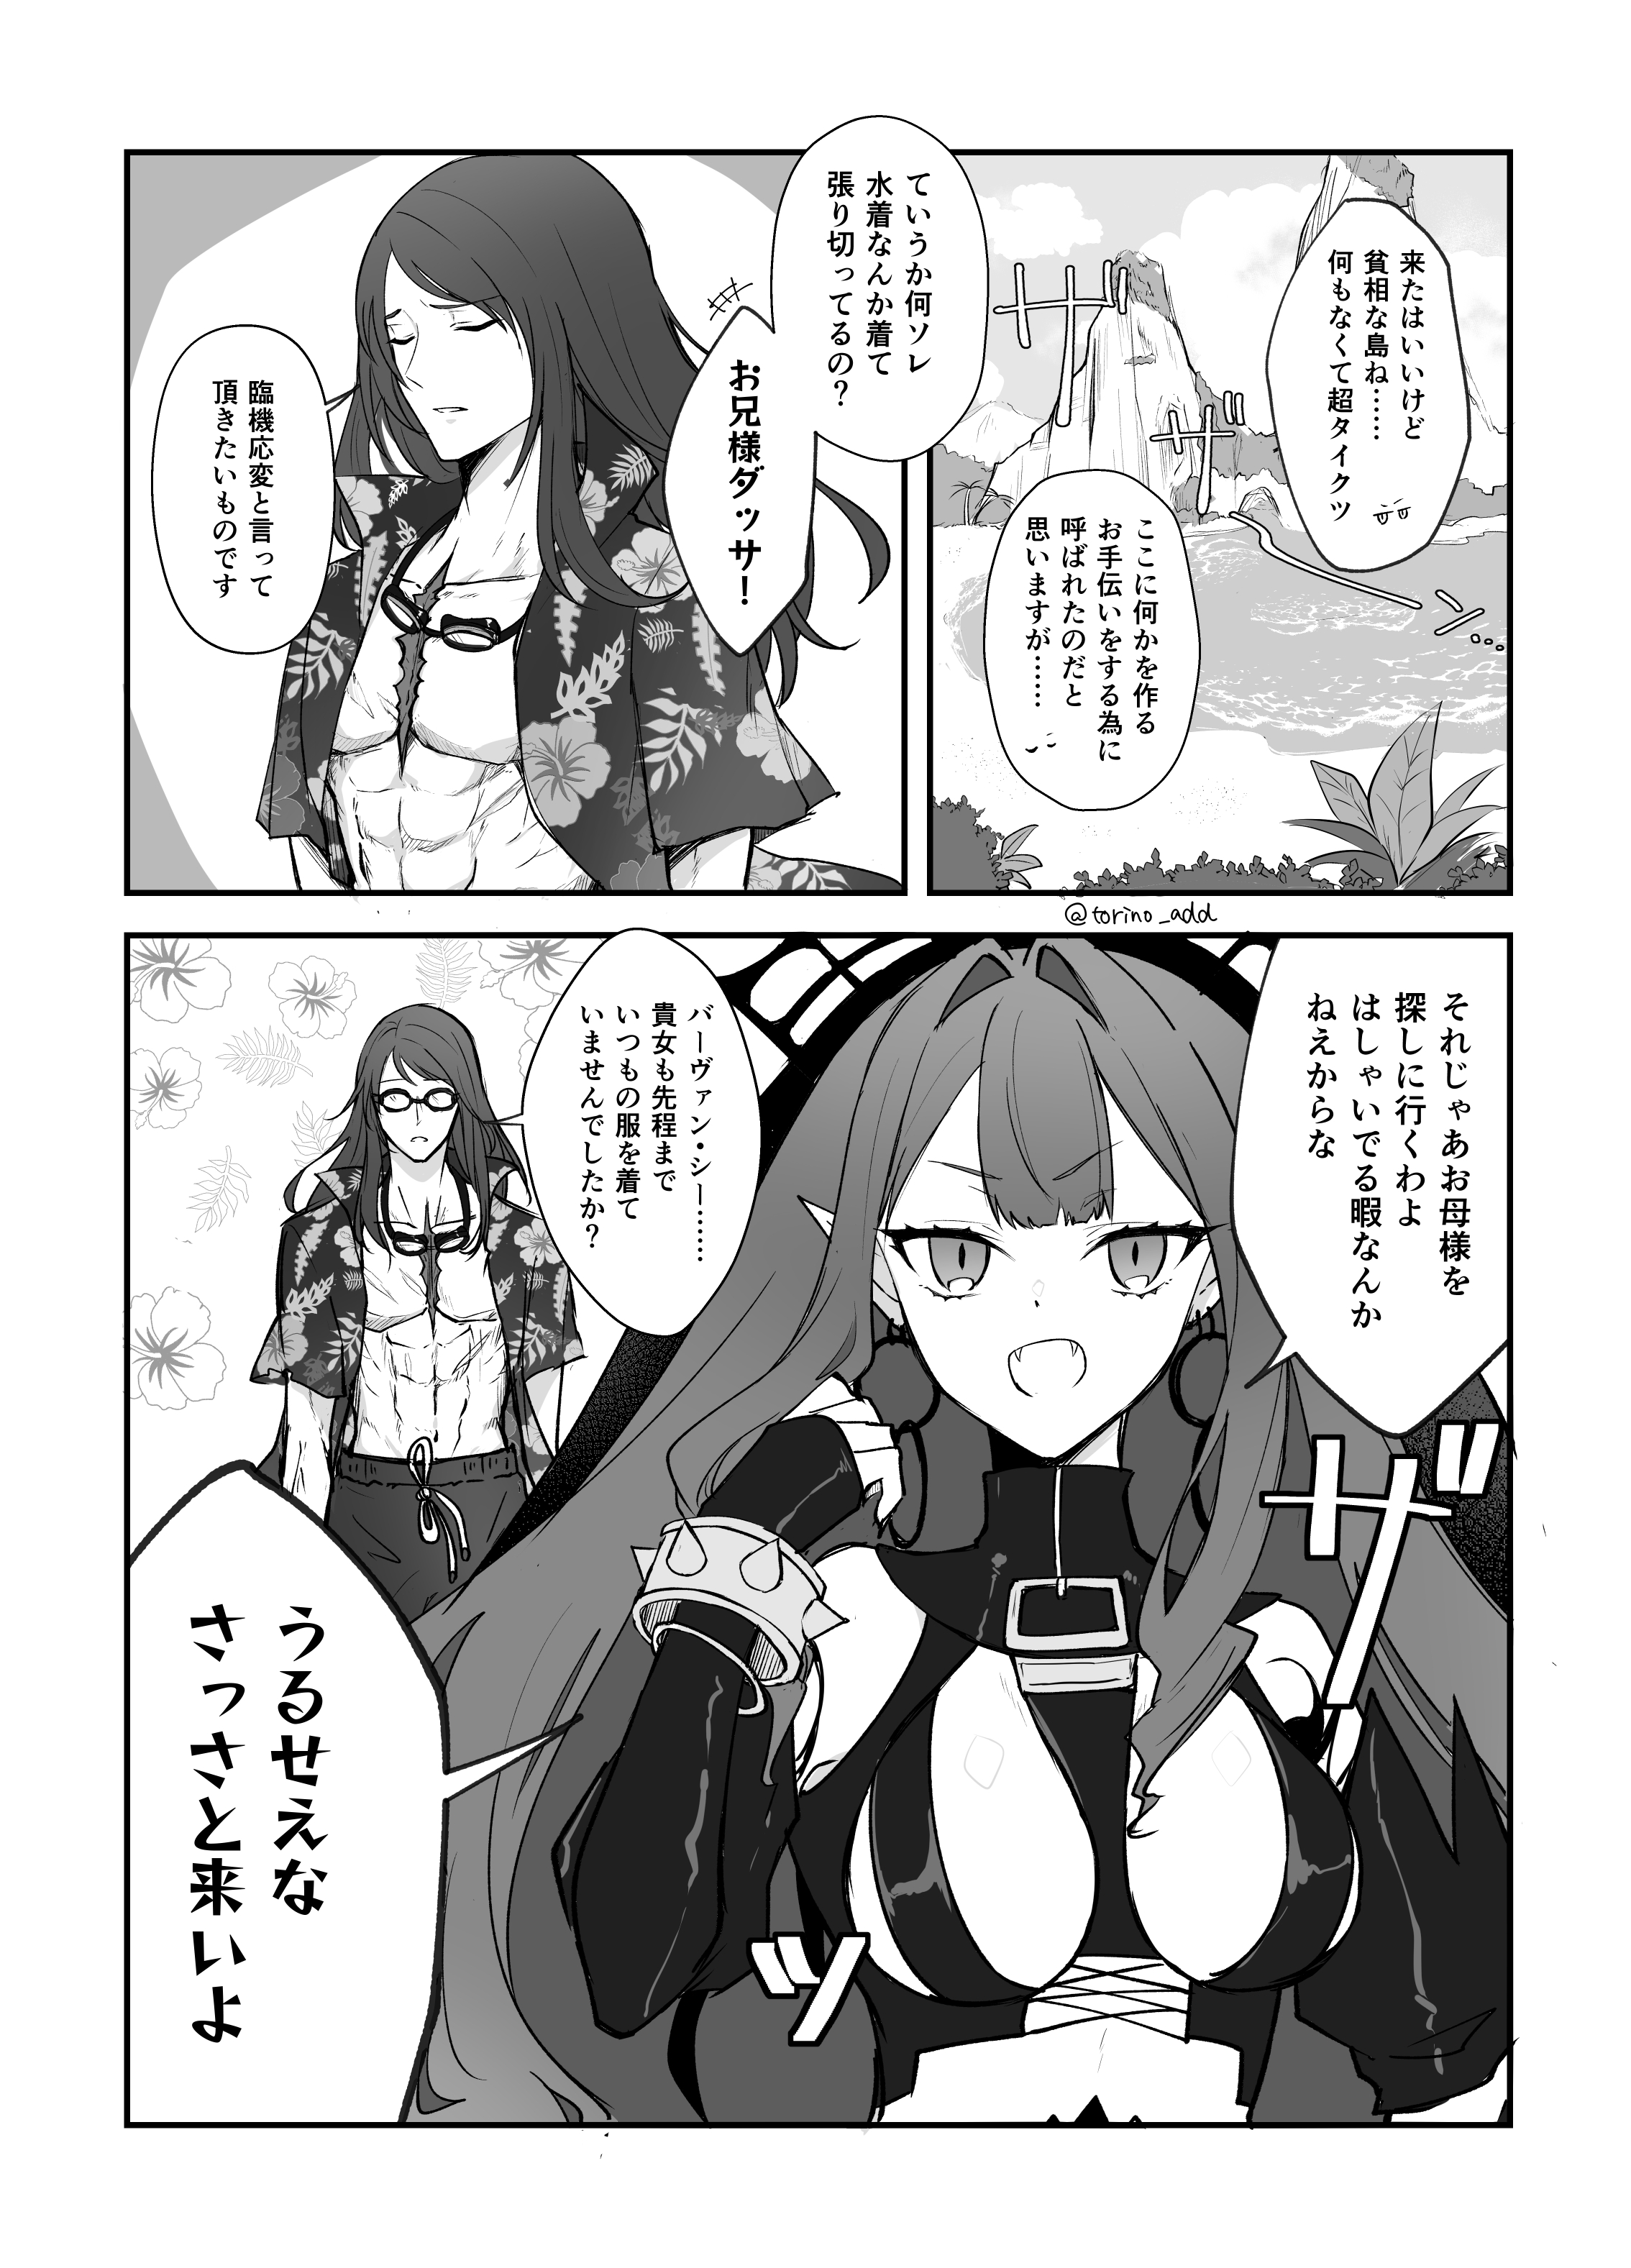 来たはいいけど
貧相な島ね……
何もなくて超タイクツ
ザザーン…
ここに何かを作る
お手伝いをする為に
呼ばれたのだと
思いますが……
ていうか何ソレ
水着なんか着て
張り切ってるの？
お兄様ダッサ！
臨機応変と言って
頂きたいものです
@torino_add
それじゃあお母様を
探しに行くわよ
はしゃいでる暇なんか
ねえからな
ザッ
バーヴァン・シー……
貴女も先程まで
いつもの服を着て
いませんでしたか？
うるせえな
さっさと来いよ